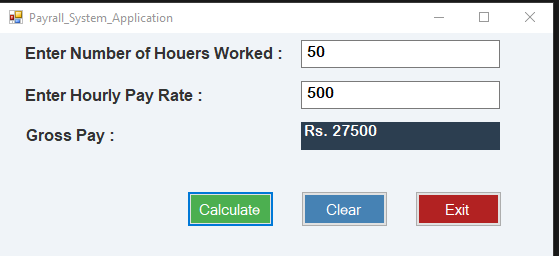 Payrall_System_Application
Enter Number of Houers Worked : 50
Enter Hourly Pay Rate : 500
Gross Pay : Rs. 27500
Calculate Clear Exit